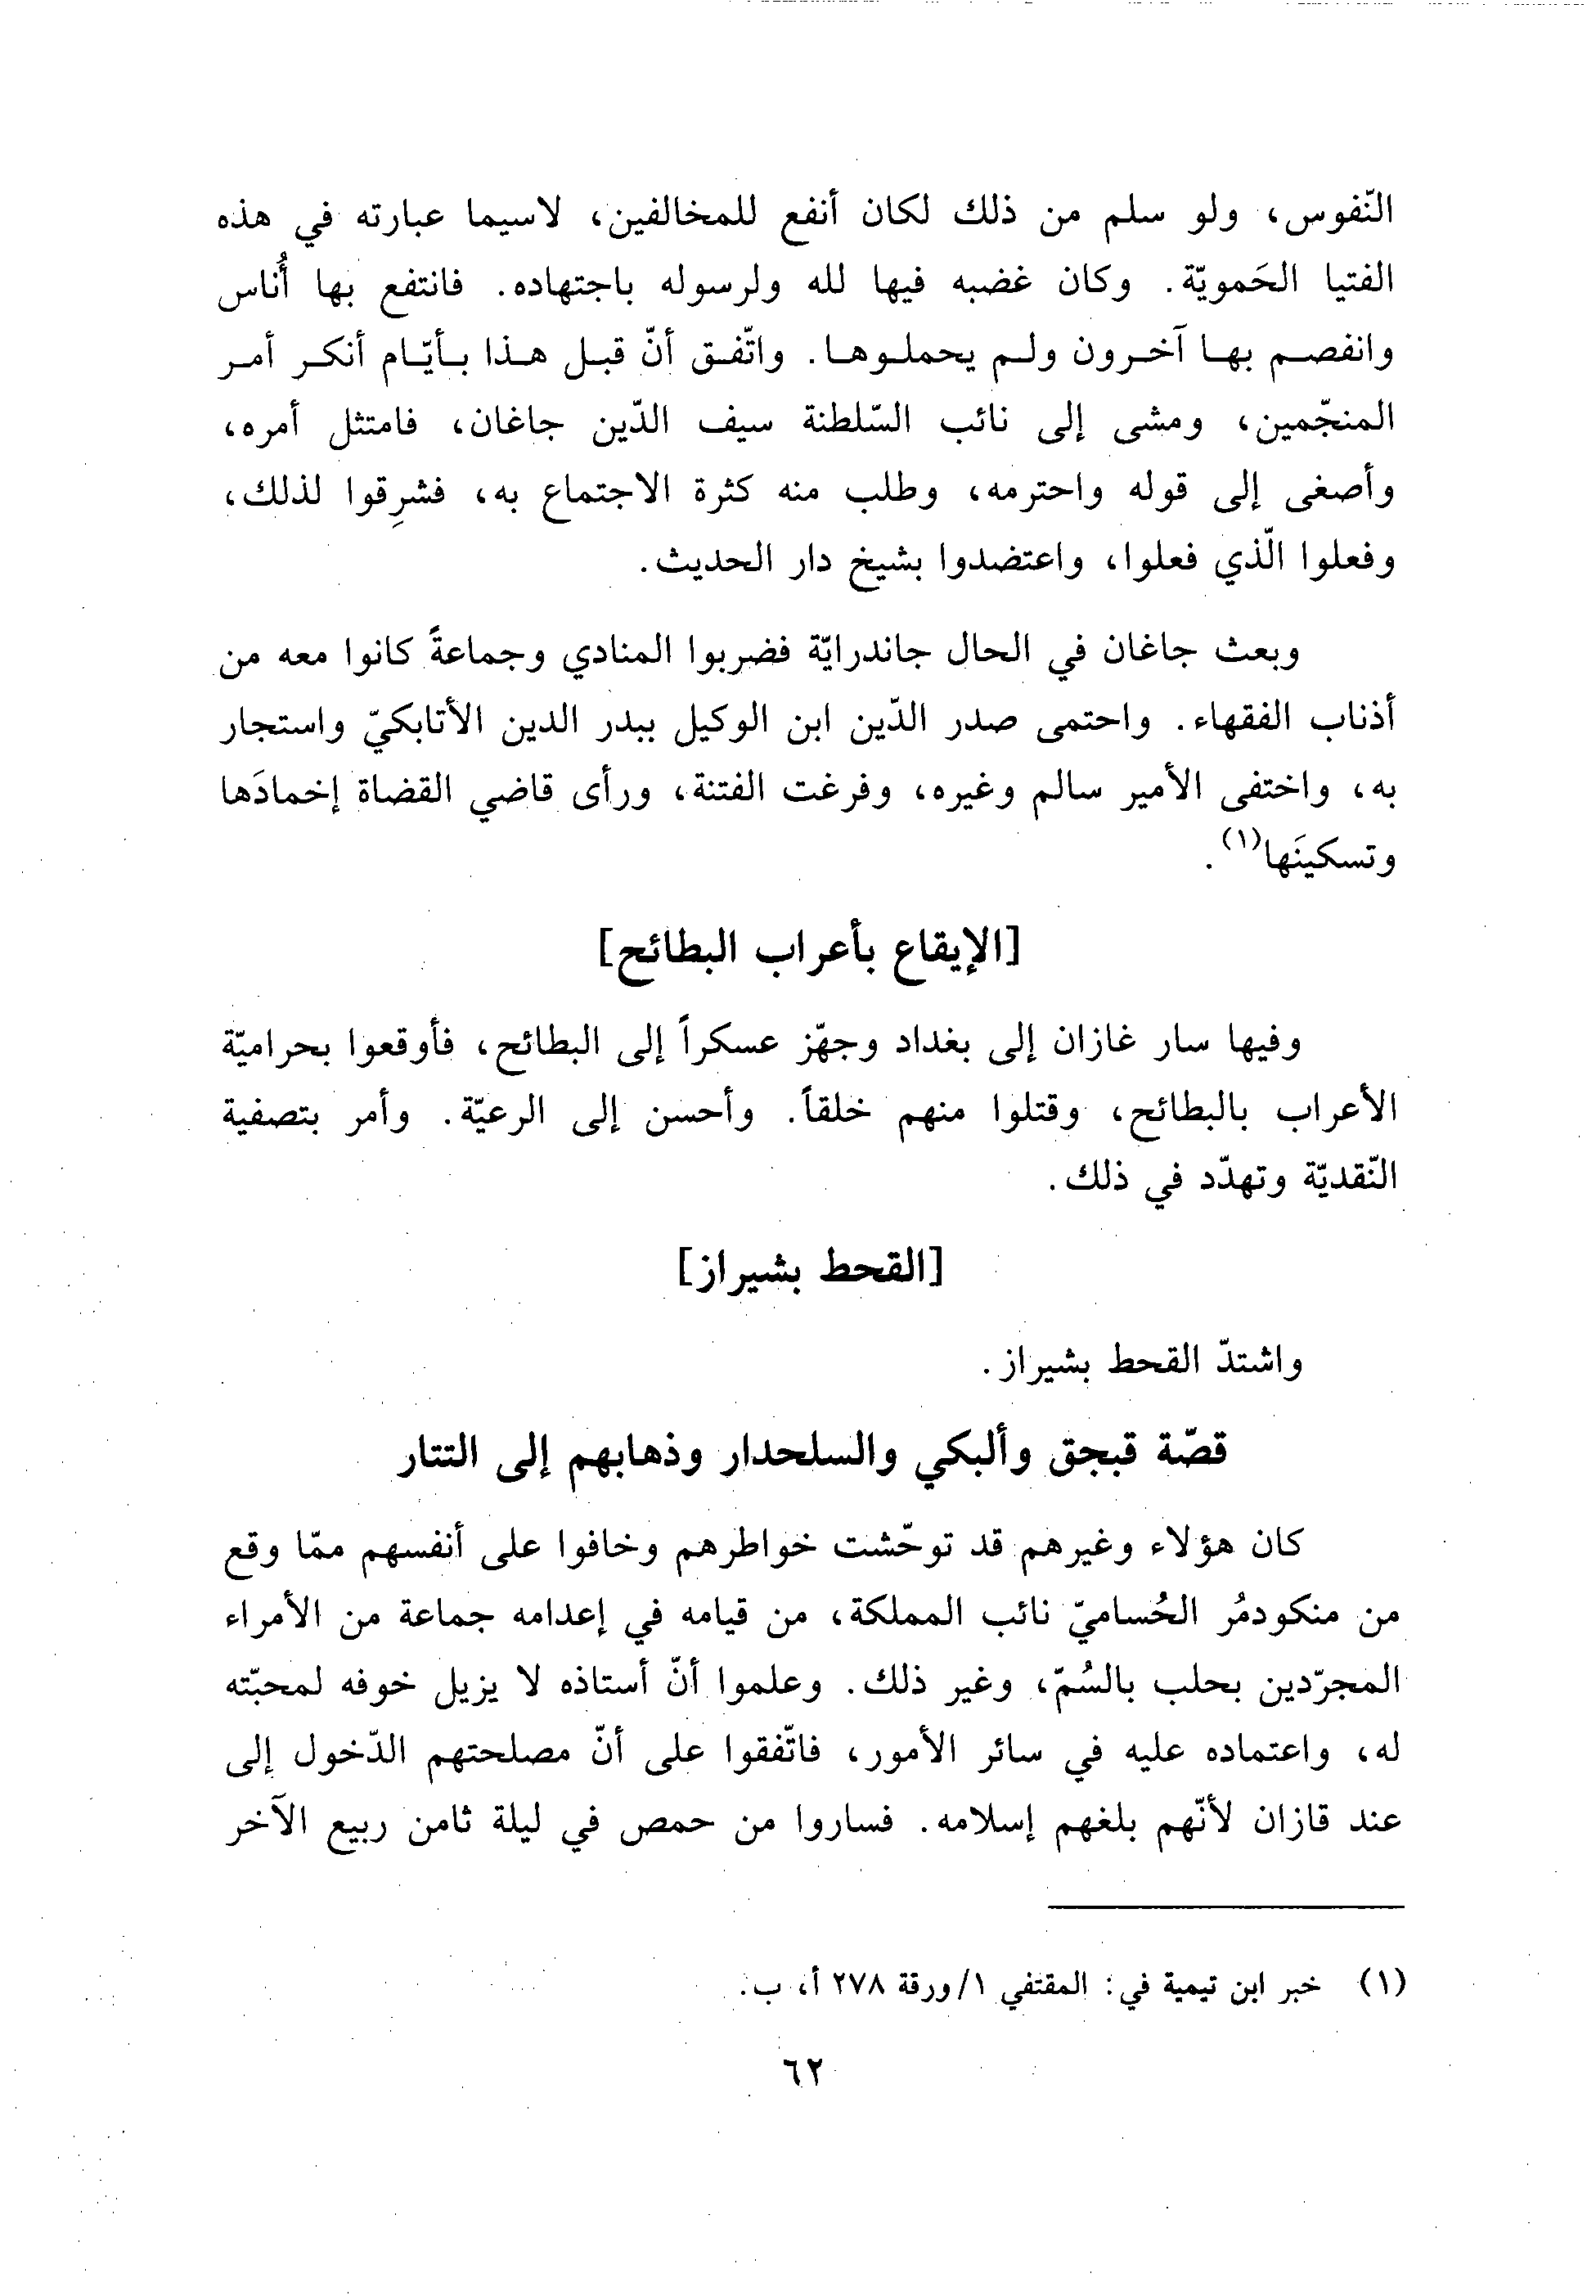 النّفوس، ولو سلم من ذلك لكان أنفع للمخالفين، لاسيما عبارته في هذه
الفتيا الحَمويّة. وكان غضبه فيها لله ولرسوله باجتهاده. فانتفع بها أُناس
وانفصم بها آخرون ولم يحملوها. واتّفق أنّ قبل هذا بأيّام أنكر أمر
المنجّمين، ومشى إلى نائب السّلطنة سيف الدّين جاغان، فامتثل أمره،
وأصغى إلى قوله واحترمه، وطلب منه كثرة الاجتماع به، فشرِقوا لذلك،
وفعلوا الّذي فعلوا، واعتضدوا بشيخ دار الحديث.
وبعث جاغان في الحال جاندرايّة فضربوا المنادي وجماعةً كانوا معه من
أذناب الفقهاء. واحتمى صدر الدّين ابن الوكيل ببدر الدين الأتابكيّ واستجار
به، واختفى الأمير سالم وغيره، وفرغت الفتنة، ورأى قاضي القضاة إخمادَها
وتسكينَها(١).
[الإيقاع بأعراب البطائح]
وفيها سار غازان إلى بغداد وجهّز عسكراً إلى البطائح، فأوقعوا بحراميّة
الأعراب بالبطائح، وقتلوا منهم خلقاً. وأحسن إلى الرعيّة. وأمر بتصفية
النّقديّة وتهدّد في ذلك.
[القحط بشيراز]
واشتدّ القحط بشيراز.
قصّة قبجق وألبكي والسلحدار وذهابهم إلى التتار
كان هؤلاء وغيرهم قد توحّشت خواطرهم وخافوا على أنفسهم ممّا وقع
من منكودمُر الحُساميّ نائب المملكة، من قيامه في إعدامه جماعة من الأمراء
المجرّدين بحلب بالسُمّ، وغير ذلك. وعلموا أنّ أستاذه لا يزيل خوفه لمحبّته
له، واعتماده عليه في سائر الأمور، فاتّفقوا على أنّ مصلحتهم الدّخول إلى
عند قازان لأنّهم بلغهم إسلامه. فساروا من حمص في ليلة ثامن ربيع الآخر
(١) خبر ابن تيمية في: المقتفي ١/ورقة ٢٧٨ أ، ب.
٦٢